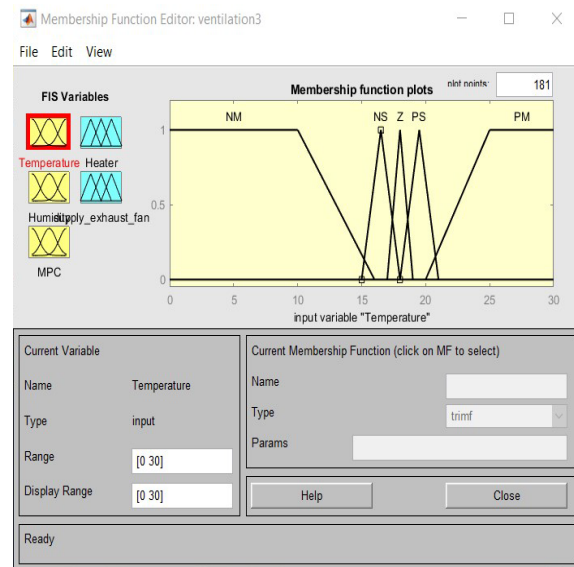 Membership Function Editor: ventilation3
File Edit View
FIS Variables
Temperature Heater
MPC
Membership function plots
plot points:
181
NM NS Z PS PM
1
0.5
0
0 5 10 15 20 25 30
input variable "Temperature"
Current Variable
Name Temperature
Type input
Range [0 30]
Display Range [0 30]
Current Membership Function (click on MF to select)
Name
Type trimf
Params
Help Close
Ready